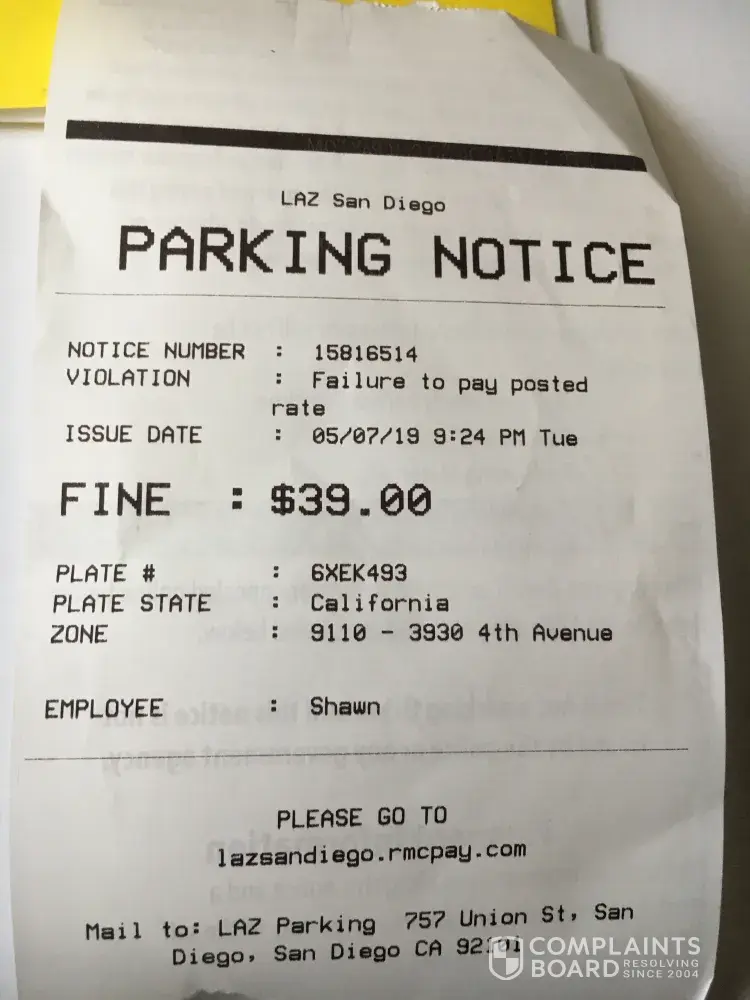 LAZ San Diego
PARKING NOTICE
NOTICE NUMBER : 15816514
VIOLATION : Failure to pay posted
rate
ISSUE DATE : 05/07/19 9:24 PM Tue
FINE : $39.00
PLATE # : 6XEK493
PLATE STATE : California
ZONE : 9110 - 3930 4th Avenue
EMPLOYEE : Shawn
PLEASE GO TO
lazsandiego.rmcpay.com
Mail to: LAZ Parking 757 Union St, San
Diego, San Diego CA
COMPLAINTS
BOARD RESOLVING
SINCE 2004